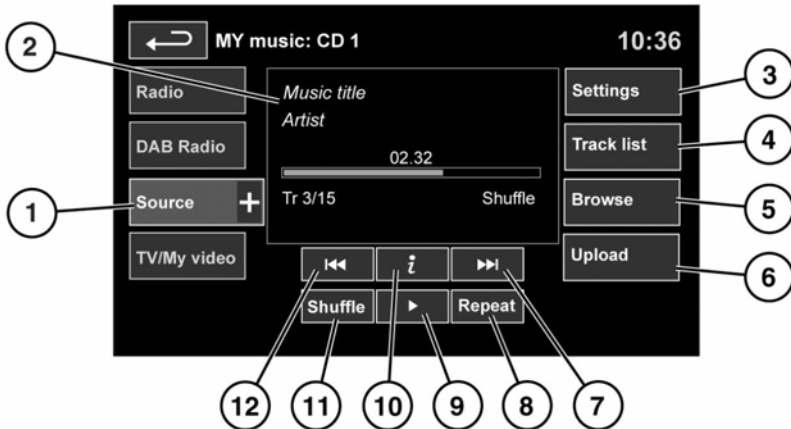 MY music: CD 1
10:36
Radio
DAB Radio
Source +
TV/My video
Music title
Artist
02.32
Tr 3/15
Shuffle
Settings
Track list
Browse
Upload
i
Shuffle
Repeat
1
2
3
4
5
6
7
8
9
10
11
12